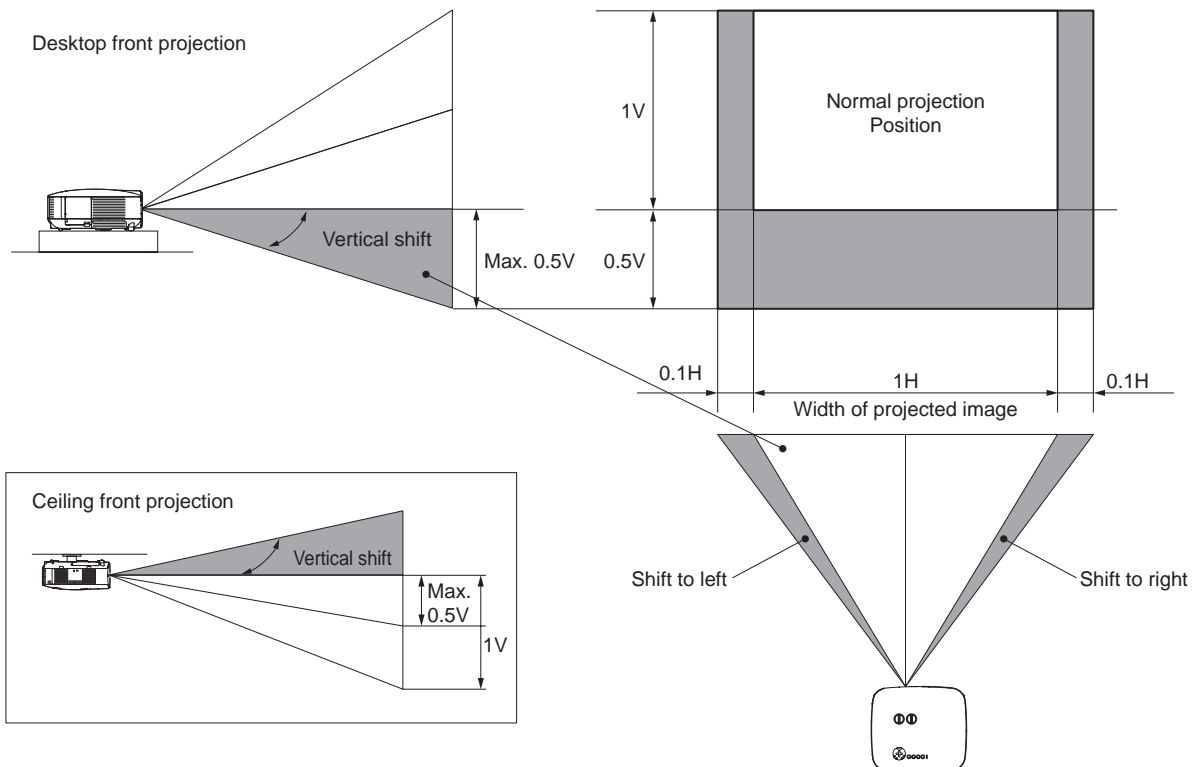 Desktop front projection
Vertical shift
Max. 0.5V
1V
0.5V
Normal projection
Position
0.1H
1H
0.1H
Width of projected image
Shift to left
Shift to right
Ceiling front projection
Vertical shift
Max.
0.5V
1V